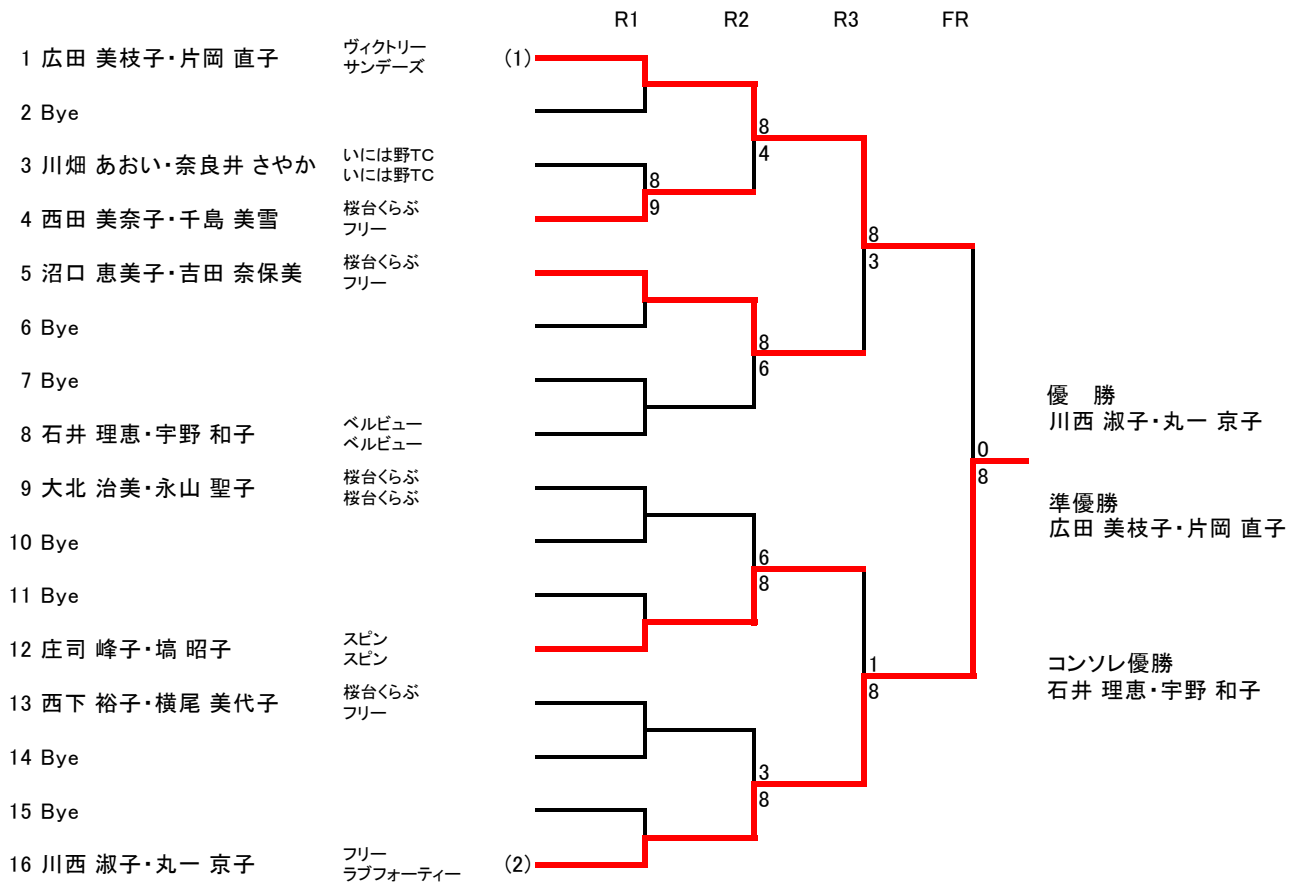 R1 R2 R3 FR
1 広田 美枝子・片岡 直子 ヴィクトリー (1)
サンデーズ
2 Bye
8
4
3 川畑 あおい・奈良井 さやか いには野TC
いには野TC
8
9
4 西田 美奈子・千島 美雪 桜台くらぶ
フリー
8
3
5 沼口 恵美子・吉田 奈保美 桜台くらぶ
フリー
6 Bye
8
6
7 Bye
8 石井 理恵・宇野 和子 ベルビュー
ベルビュー
優 勝
川西 淑子・丸一 京子
0
8
9 大北 治美・永山 聖子 桜台くらぶ
桜台くらぶ
準優勝
広田 美枝子・片岡 直子
10 Bye
6
8
11 Bye
12 庄司 峰子・塙 昭子 スピン
スピン
1
8
コンソレ優勝
石井 理恵・宇野 和子
13 西下 裕子・横尾 美代子 桜台くらぶ
フリー
14 Bye
3
8
15 Bye
16 川西 淑子・丸一 京子 フリー (2)
ラブフォーティー